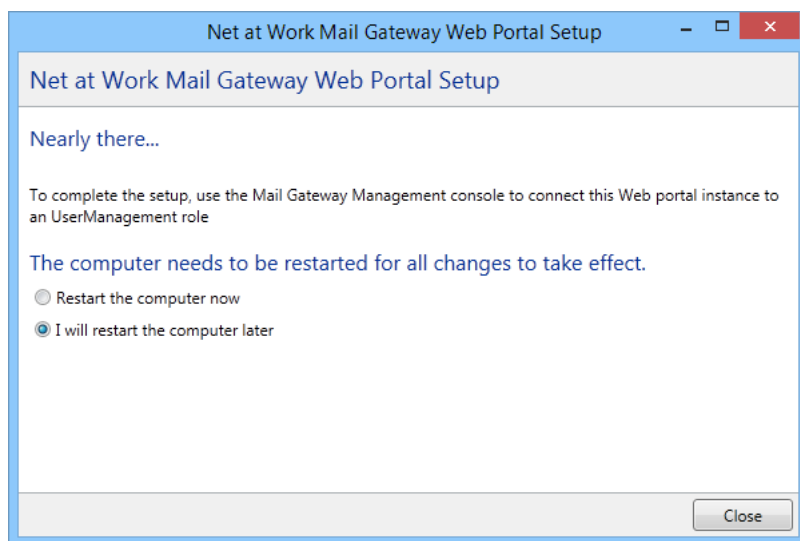 Net at Work Mail Gateway Web Portal Setup
Net at Work Mail Gateway Web Portal Setup
Nearly there...
To complete the setup, use the Mail Gateway Management console to connect this Web portal instance to
an UserManagement role
The computer needs to be restarted for all changes to take effect.
Restart the computer now
I will restart the computer later
Close